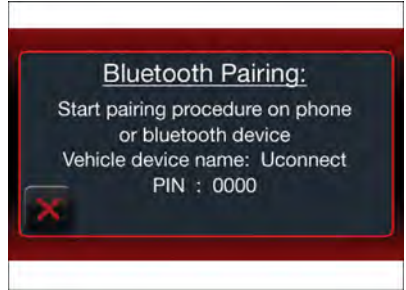 Bluetooth Pairing:
Start pairing procedure on phone
or bluetooth device
Vehicle device name: Uconnect
PIN : 0000